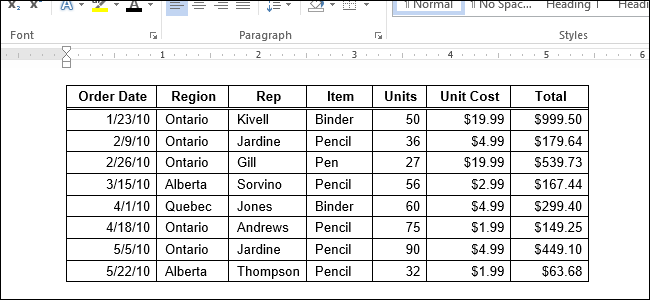 x₂ x² A
¶ Normal ¶ No Spac... Heading 1 Headi
Font Paragraph Styles
1 2 3 4 5 6
Order Date Region Rep Item Units Unit Cost Total
1/23/10 Ontario Kivell Binder 50 $19.99 $999.50
2/9/10 Ontario Jardine Pencil 36 $4.99 $179.64
2/26/10 Ontario Gill Pen 27 $19.99 $539.73
3/15/10 Alberta Sorvino Pencil 56 $2.99 $167.44
4/1/10 Quebec Jones Binder 60 $4.99 $299.40
4/18/10 Ontario Andrews Pencil 75 $1.99 $149.25
5/5/10 Ontario Jardine Pencil 90 $4.99 $449.10
5/22/10 Alberta Thompson Pencil 32 $1.99 $63.68